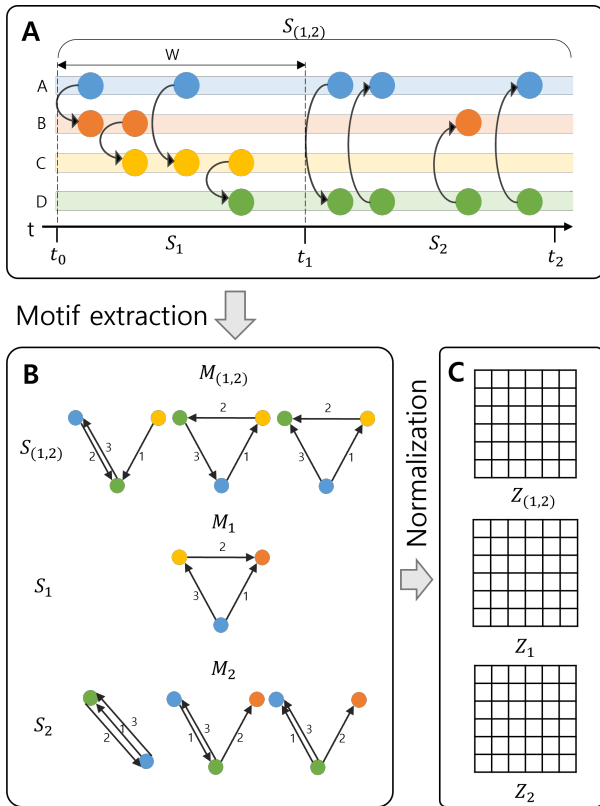 A
S(1,2)
W
A
B
C
D
t
t0
S1
t1
S2
t2
Motif extraction
B
M(1,2)
S(1,2)
2
3
1
2
3
1
2
3
1
M1
S1
2
3
1
M2
S2
2
1
3
1
3
2
1
3
2
Normalization
C
Z(1,2)
Z1
Z2